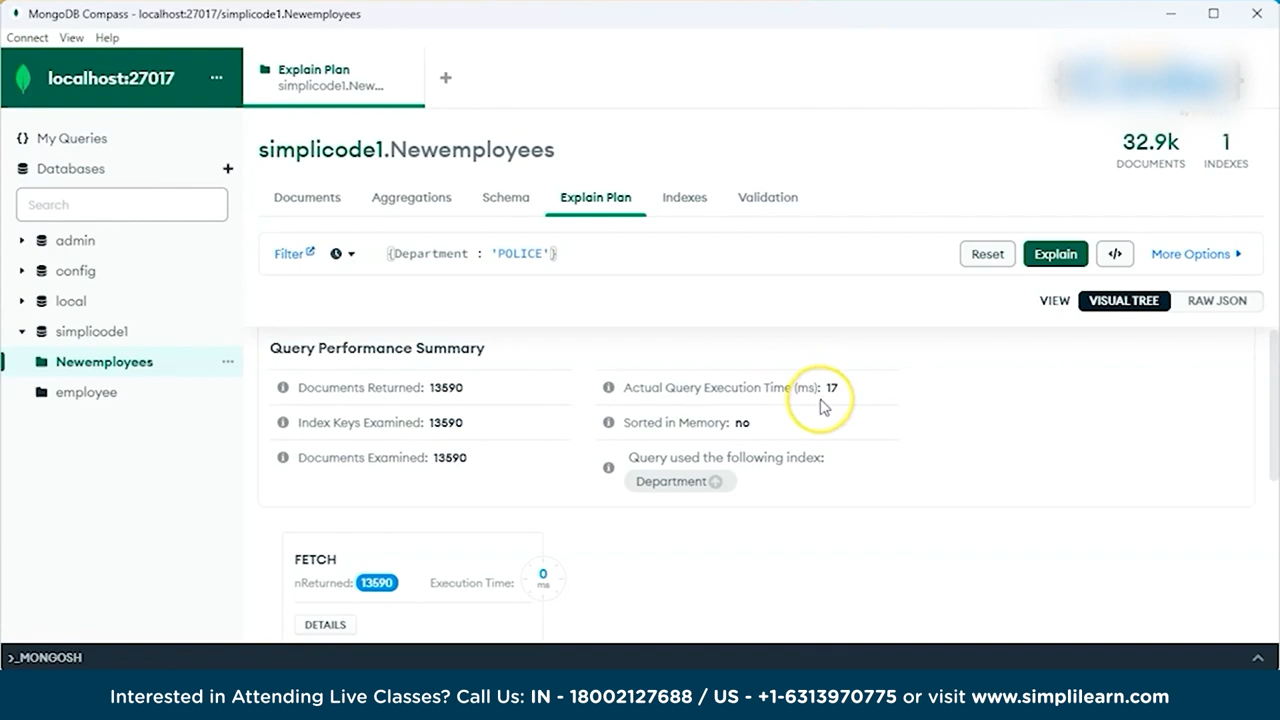 MongoDB Compass - localhost:27017/simplicode1.Newemployees
Connect View Help
localhost:27017 ...
Explain Plan
simplicode1.New...
+
simplicode1.Newemployees
32.9k
DOCUMENTS
1
INDEXES
{} My Queries
Databases +
Search
admin
config
local
simplicode1
Newemployees ...
employee
Documents Aggregations Schema Explain Plan Indexes Validation
Filter {Department : 'POLICE'} Reset Explain </> More Options
VIEW VISUAL TREE RAW JSON
Query Performance Summary
Documents Returned: 13590
Actual Query Execution Time (ms): 17
Index Keys Examined: 13590
Sorted in Memory: no
Documents Examined: 13590
Query used the following index:
Department
FETCH
nReturned: 13590 Execution Time: 0 ms
DETAILS
>_MONGOSH
Interested in Attending Live Classes? Call Us: IN - 18002127688 / US - +1-6313970775 or visit www.simplilearn.com